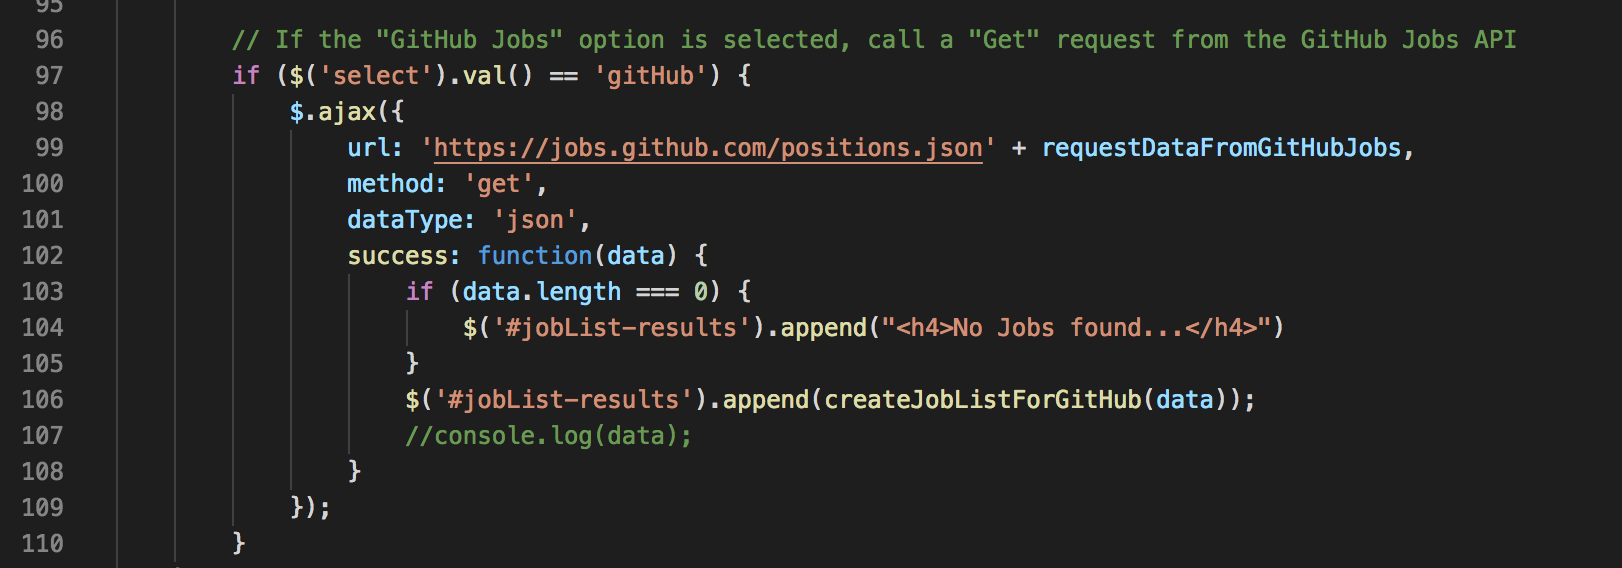 95
96 // If the "GitHub Jobs" option is selected, call a "Get" request from the GitHub Jobs API
97 if ($('select').val() == 'gitHub') {
98 $.ajax({
99 url: 'https://jobs.github.com/positions.json' + requestDataFromGitHubJobs,
100 method: 'get',
101 dataType: 'json',
102 success: function(data) {
103 if (data.length === 0) {
104 $('#jobList-results').append("<h4>No Jobs found...</h4>")
105 }
106 $('#jobList-results').append(createJobListForGitHub(data));
107 //console.log(data);
108 }
109 });
110 }